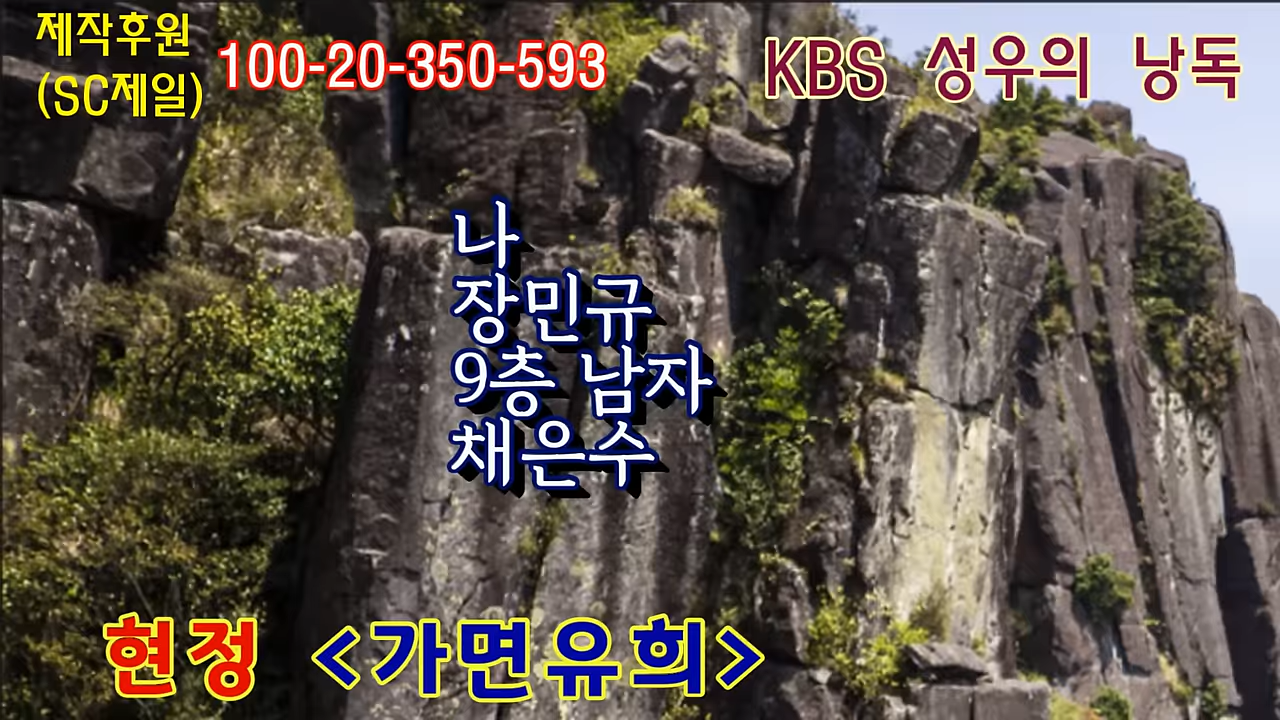 제작후원
(SC제일)
100-20-350-593
KBS 성우의 낭독
나
장민규
9층 남자
채은수
현정 <가면유희>